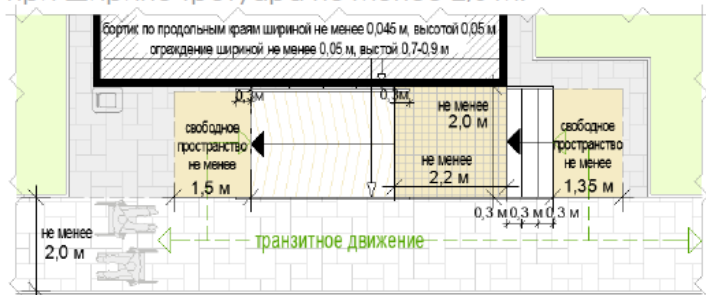 бортик по продольным краям шириной не менее 0,045 м, высотой 0,05 м
ограждение шириной не менее 0,05 м, выстой 0,7-0,9 м
0,3м
0,3м
не менее
2,0 м
свободное
пространство
не менее
1,5 м
не менее
2,2 м
свободное
пространство
не менее
1,35 м
0,3 м 0,3 м 0,3 м
не менее
2,0 м
транзитное движение